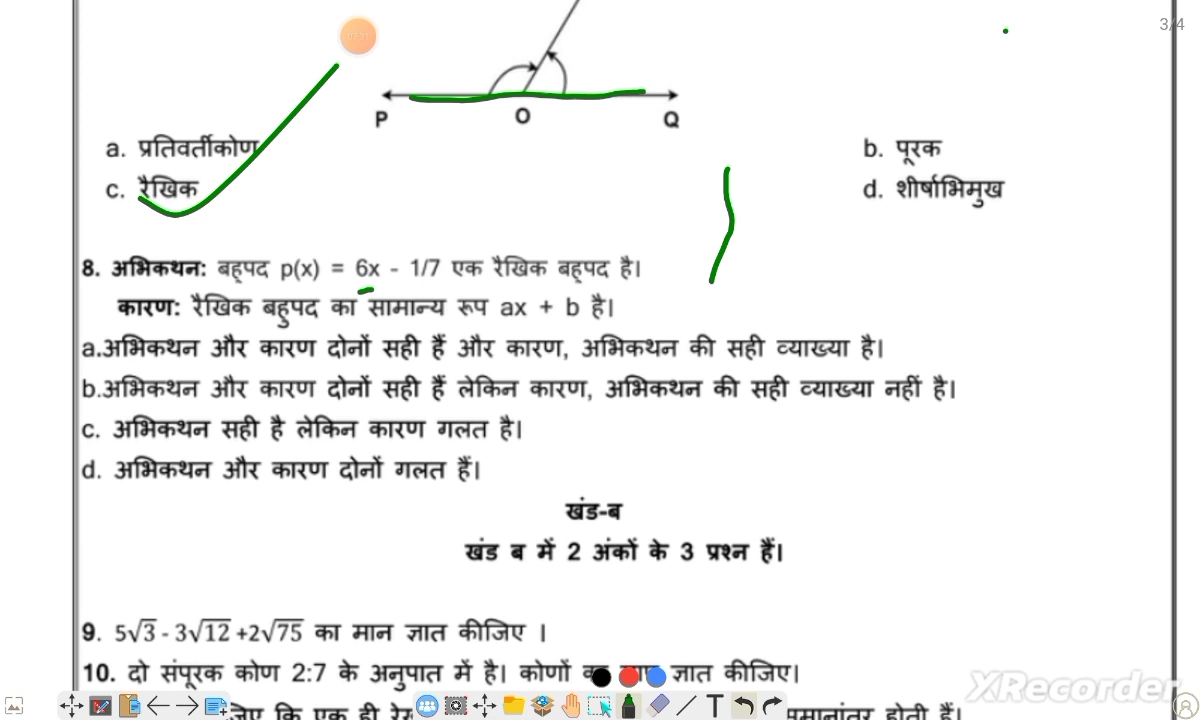 3/4
P O Q
a. प्रतिवर्तीकोण b. पूरक
c. रैखिक d. शीर्षाभिमुख
8. अभिकथन: बहुपद p(x) = 6x - 1/7 एक रैखिक बहुपद है।
कारण: रैखिक बहुपद का सामान्य रूप ax + b है।
a.अभिकथन और कारण दोनों सही हैं और कारण, अभिकथन की सही व्याख्या है।
b.अभिकथन और कारण दोनों सही हैं लेकिन कारण, अभिकथन की सही व्याख्या नहीं है।
c. अभिकथन सही है लेकिन कारण गलत है।
d. अभिकथन और कारण दोनों गलत हैं।
खंड-ब
खंड ब में 2 अंकों के 3 प्रश्न हैं।
9. 5√3 - 3√12 +2√75 का मान ज्ञात कीजिए ।
10. दो संपूरक कोण 2:7 के अनुपात में है। कोणों ज्ञात कीजिए।
कि एक ही होती हैं।
XRecorder